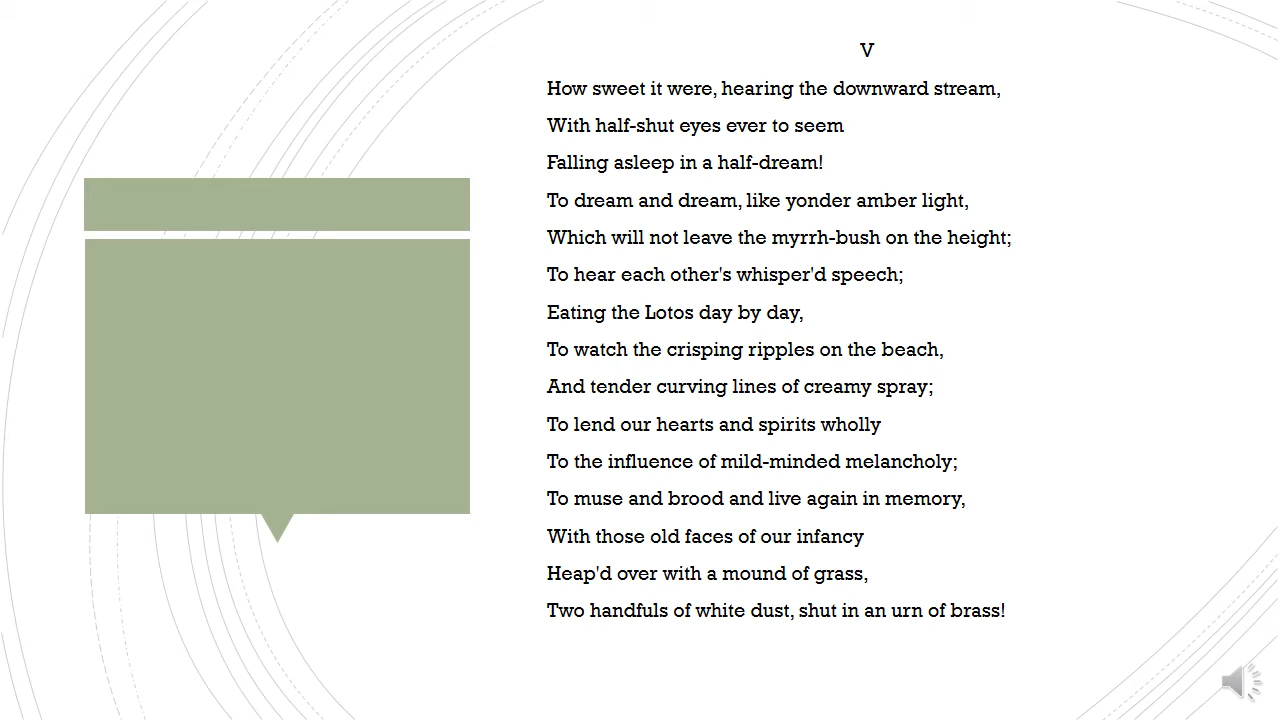 V
How sweet it were, hearing the downward stream,
With half-shut eyes ever to seem
Falling asleep in a half-dream!
To dream and dream, like yonder amber light,
Which will not leave the myrrh-bush on the height;
To hear each other's whisper'd speech;
Eating the Lotos day by day,
To watch the crisping ripples on the beach,
And tender curving lines of creamy spray;
To lend our hearts and spirits wholly
To the influence of mild-minded melancholy;
To muse and brood and live again in memory,
With those old faces of our infancy
Heap'd over with a mound of grass,
Two handfuls of white dust, shut in an urn of brass!